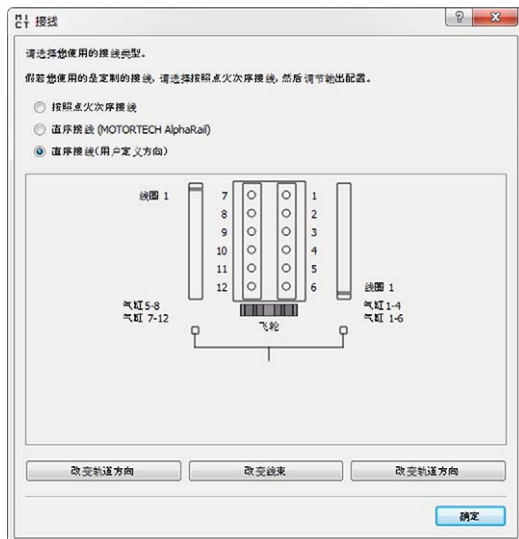 MICT 接线
请选择您使用的接线类型。
假若您使用的是定制的接线, 请选择按照点火次序接线, 然后调节输出配置。
按照点火次序接线
直序接线 (MOTORTECH AlphaRail)
直序接线(用户定义方向)
线圈 1
7 1
8 2
9 3
10 4
11 5
12 6
线圈 1
气缸 5-8
气缸 7-12
飞轮
气缸 1-4
气缸 1-6
改变轨道方向
改变线束
改变轨道方向
确定